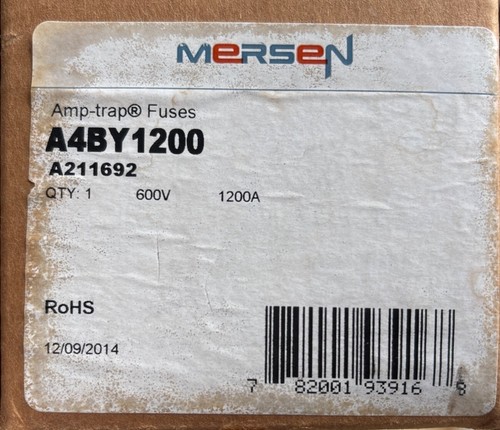 MERSEN
Amp-trap® Fuses
A4BY1200
A211692
QTY: 1 600V 1200A
RoHS
12/09/2014
7 82001 93916 8